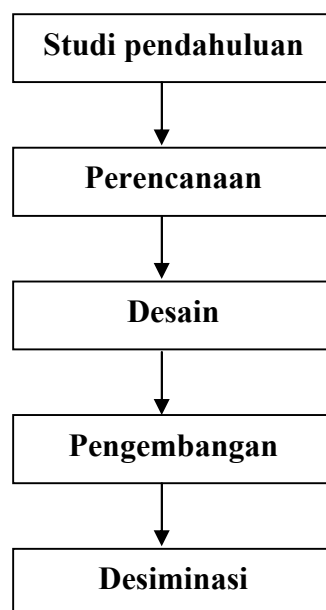 Studi pendahuluan
Perencanaan
Desain
Pengembangan
Desiminasi